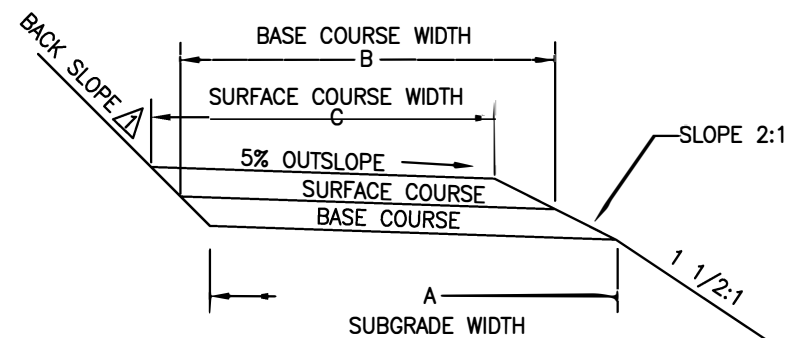 BACK SLOPE 1
BASE COURSE WIDTH
B
SURFACE COURSE WIDTH
C
SLOPE 2:1
5% OUTSLOPE
SURFACE COURSE
BASE COURSE
1 1/2:1
A
SUBGRADE WIDTH